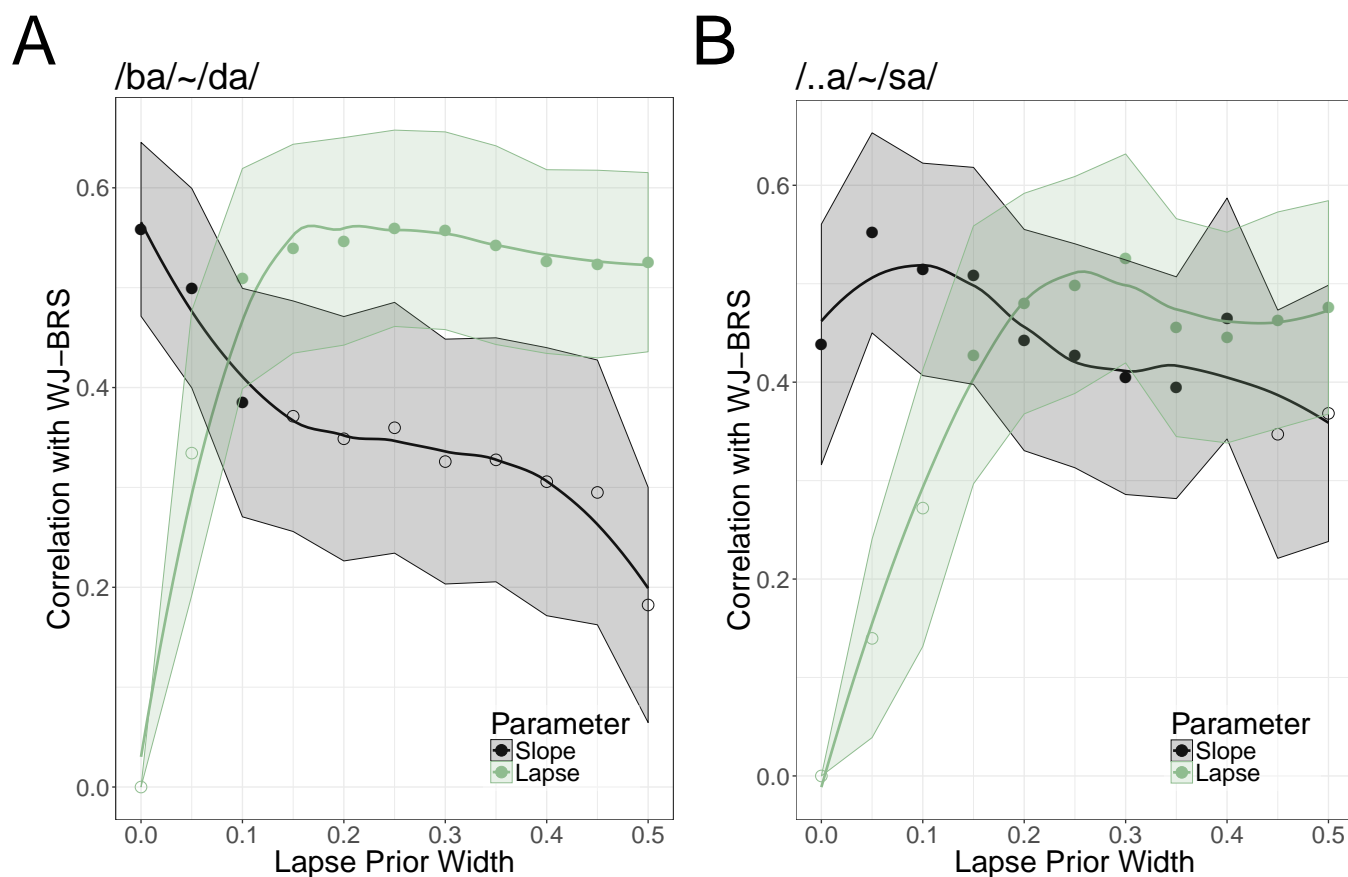 A
/ba/~/da/
Correlation with WJ−BRS
0.6
0.4
0.2
0.0
Parameter
Slope
Lapse
0.0 0.1 0.2 0.3 0.4 0.5
Lapse Prior Width
B
/..a/~/sa/
Correlation with WJ−BRS
0.6
0.4
0.2
0.0
Parameter
Slope
Lapse
0.0 0.1 0.2 0.3 0.4 0.5
Lapse Prior Width